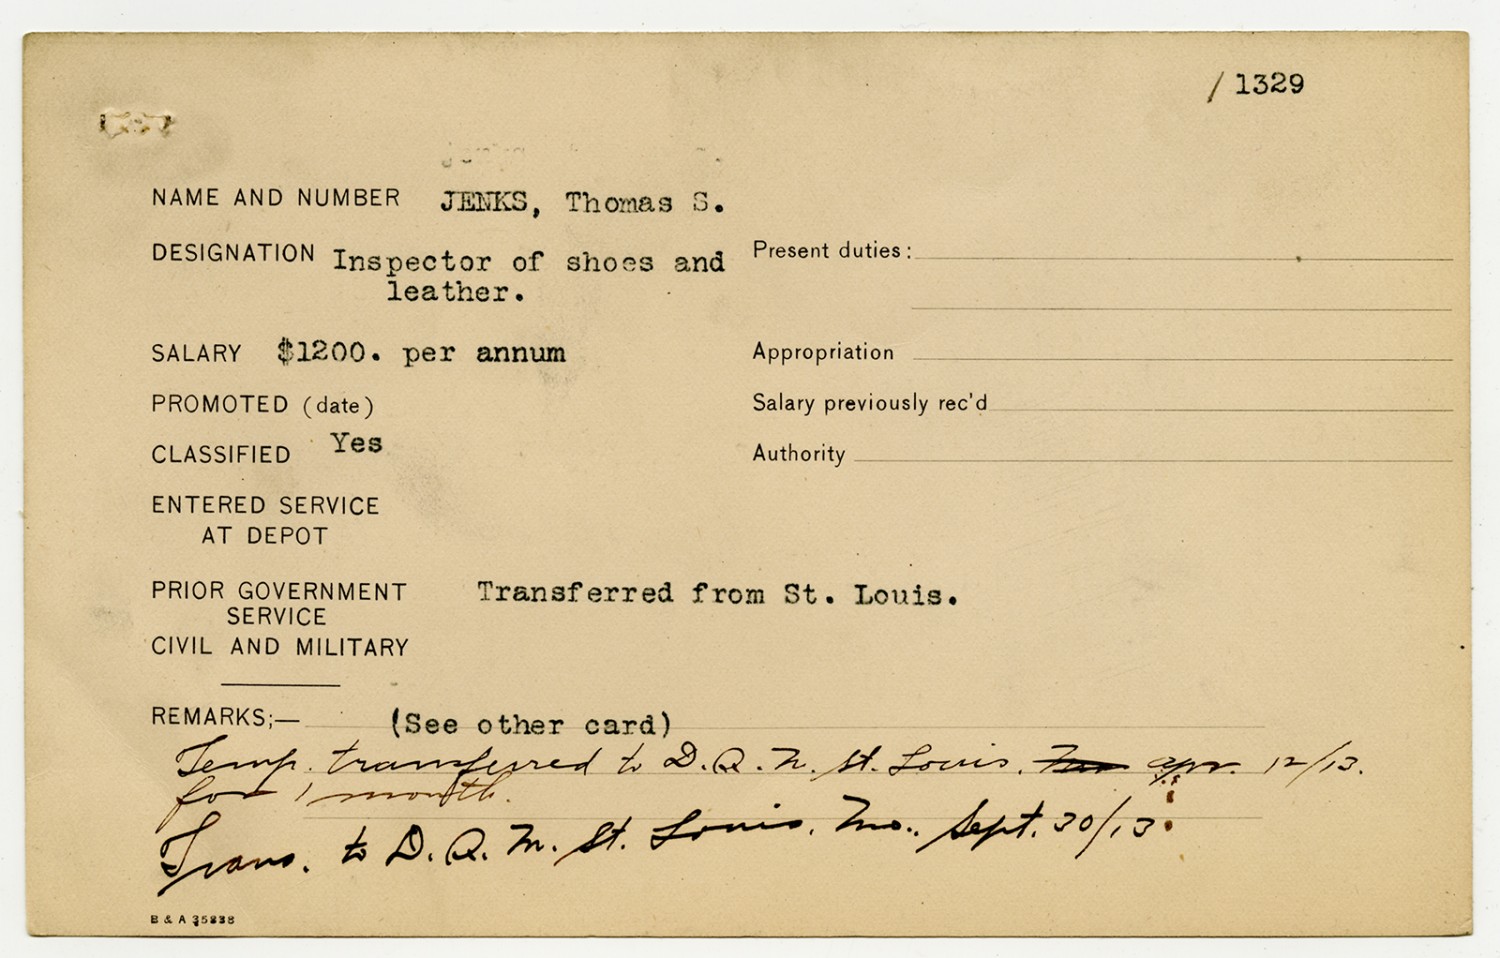 / 1329
NAME AND NUMBER JENKS, Thomas S.
DESIGNATION Inspector of shoes and
leather.
Present duties:
SALARY $1200. per annum
Appropriation
PROMOTED (date)
Salary previously rec'd
CLASSIFIED Yes
Authority
ENTERED SERVICE
AT DEPOT
PRIOR GOVERNMENT Transferred from St. Louis.
SERVICE
CIVIL AND MILITARY
REMARKS;— (See other card)
Temp. transferred to D.Q.M. St. Louis, Apr. 12/13.
for 1 month.
Trans. to D.Q.M. St. Louis, Mo., Sept. 30/13.
B & A 35838